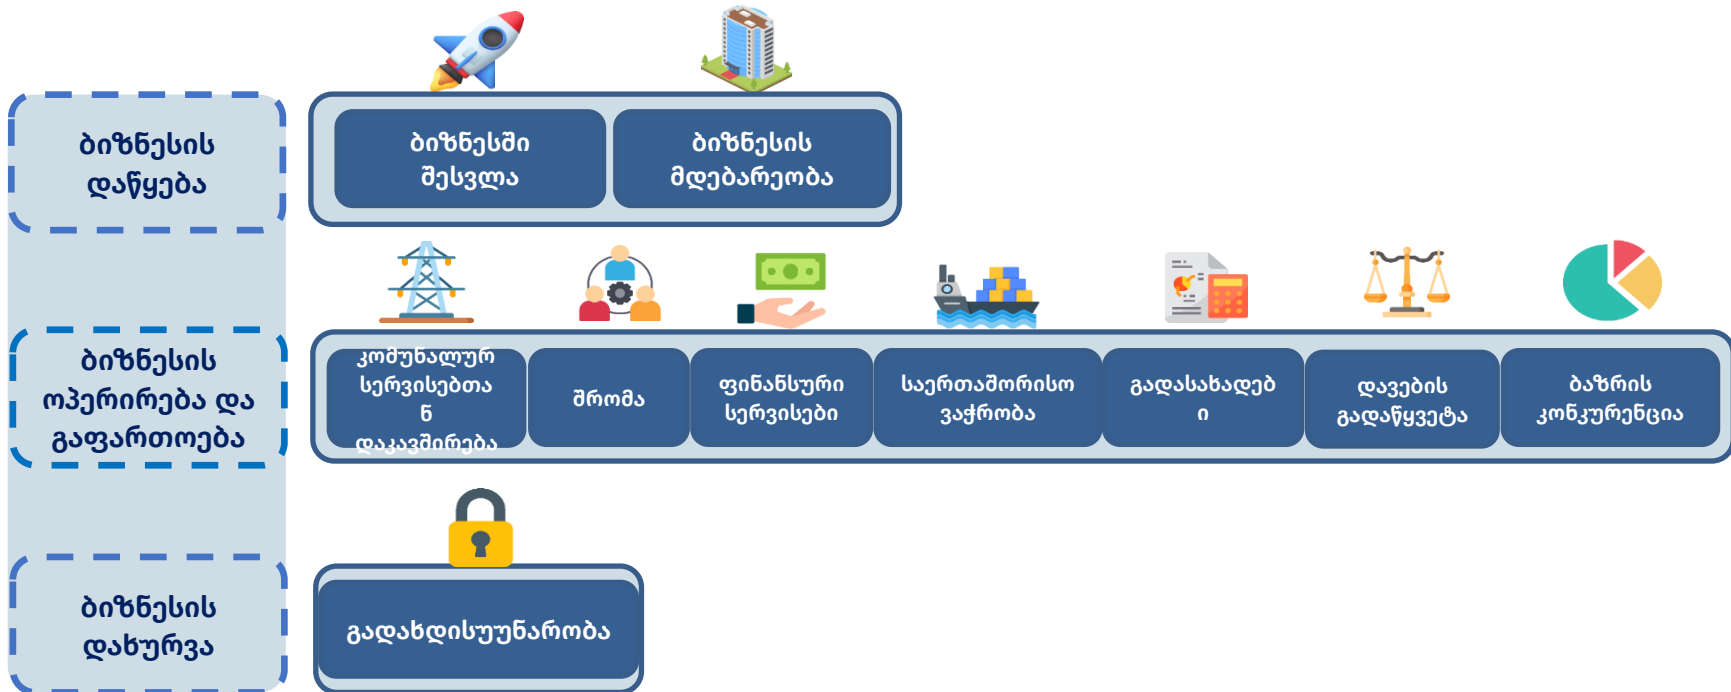 ბიზნესის
დაწყება
ბიზნესში
შესვლა
ბიზნესის
მდებარეობა
ბიზნესის
ოპერირება და
გაფართოება
კომუნალურ
სერვისებთა
ნ
დაკავშირება
შრომა
ფინანსური
სერვისები
საერთაშორისო
ვაჭრობა
გადასახადებ
ი
დავების
გადაწყვეტა
ბაზრის
კონკურენცია
ბიზნესის
დახურვა
გადახდისუუნარობა